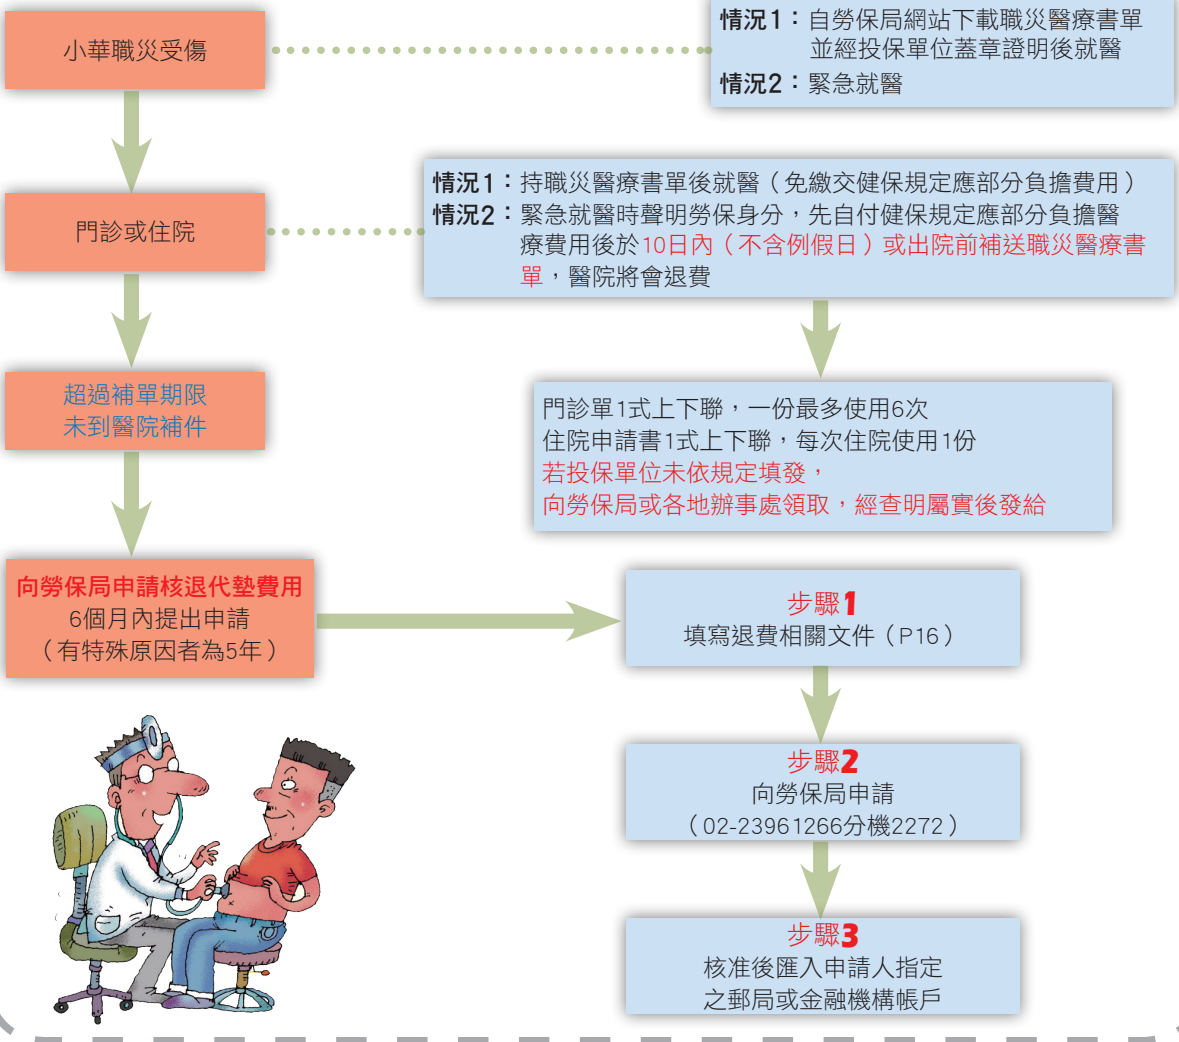 小華職災受傷
情況1：自勞保局網站下載職災醫療書單
並經投保單位蓋章證明後就醫
情況2：緊急就醫
門診或住院
情況1：持職災醫療書單後就醫（免繳交健保規定應部分負擔費用）
情況2：緊急就醫時聲明勞保身分，先自付健保規定應部分負擔醫
療費用後於10日內（不含例假日）或出院前補送職災醫療書
單，醫院將會退費
超過補單期限
未到醫院補件
門診單1式上下聯，一份最多使用6次
住院申請書1式上下聯，每次住院使用1份
若投保單位未依規定填發，
向勞保局或各地辦事處領取，經查明屬實後發給
向勞保局申請核退代墊費用
6個月內提出申請
（有特殊原因者為5年）
步驟1
填寫退費相關文件（P16）
步驟2
向勞保局申請
（02-23961266分機2272）
步驟3
核准後匯入申請人指定
之郵局或金融機構帳戶